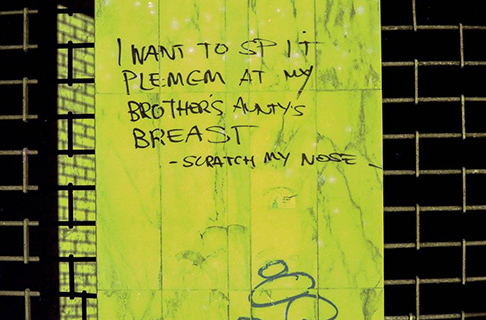 I WANT TO SPIT
PLEMGM AT MY
BROTHER'S AUNTY'S
BREAST
- SCRATCH MY NOSE -